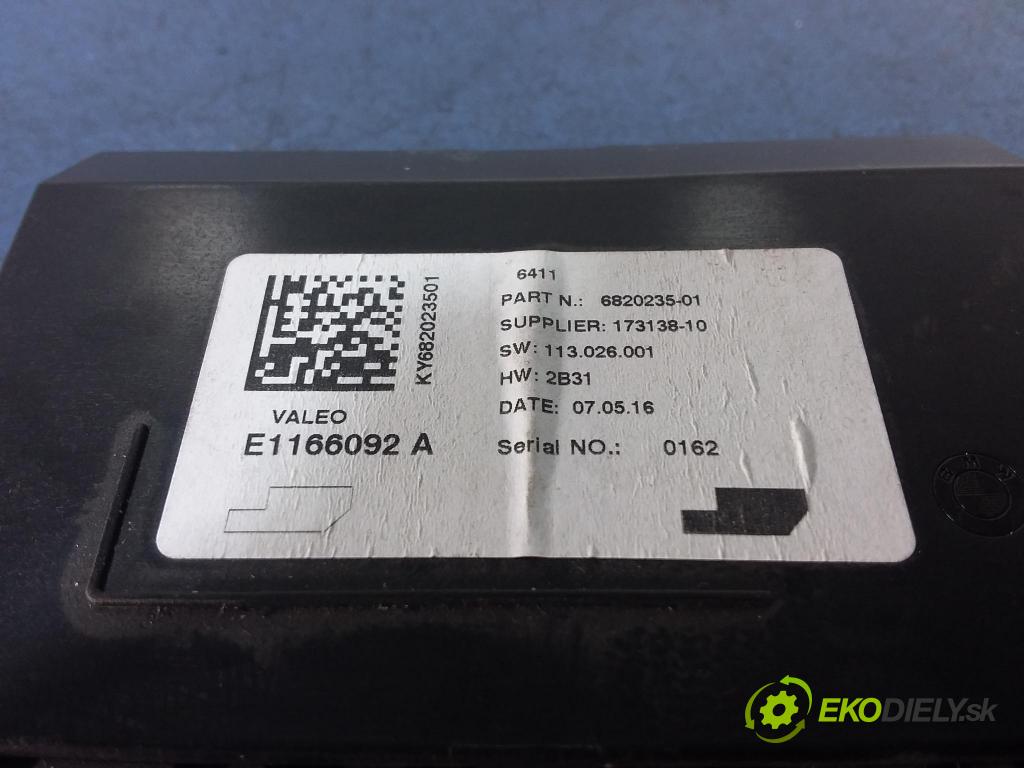 6411
PART N.: 6820235-01
SUPPLIER: 173138-10
SW: 113.026.001
HW: 2B31
DATE: 07.05.16
Serial NO.: 0162
KY682023501
VALEO
E1166092 A
BMW
EKODIELY.sk